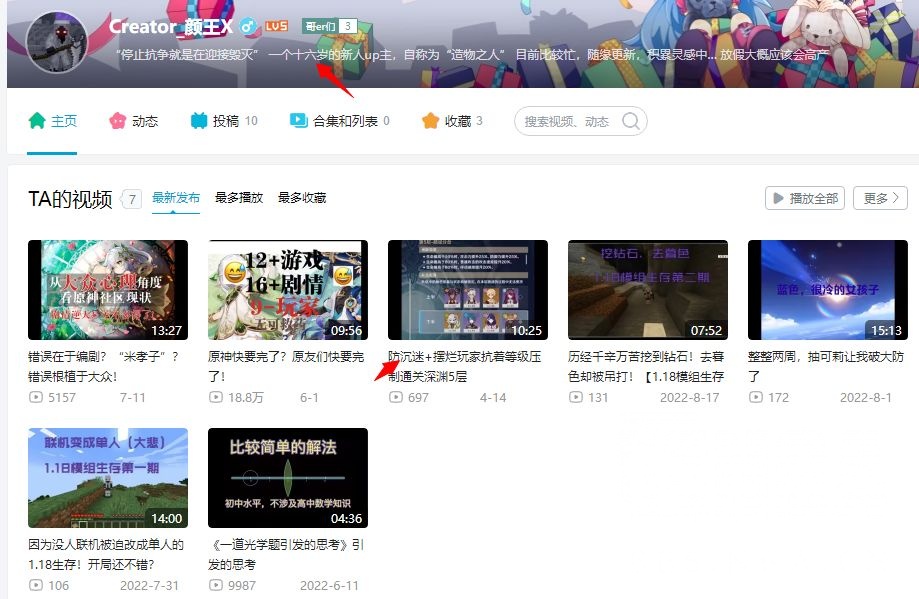 Creator_颜王X LV5 哥er们 3
“停止抗争就是在迎接毁灭” 一个十六岁的新人up主，自称为“造物之人” 目前比较忙，随缘更新，积累灵感中... 放假大概应该会高产
主页 动态 投稿 10 合集和列表 0 收藏 3 搜索视频、动态
TA的视频 7 最新发布 最多播放 最多收藏 播放全部 更多
从大众心理角度
看原神社区现状
13:27
错误在于编剧？“米孝子”？
错误根植于大众！
5157 7-11
12+游戏
16+剧情
9-玩家
09:56
原神快要完了？原友们快要完
了！
18.8万 6-1
10:25
防沉迷+摆烂玩家抗着等级压
制通关深渊5层
697 4-14
挖钻石，去暮色
1.18模组生存第二期
07:52
历经千辛万苦挖到钻石！去暮
色却被吊打！【1.18模组生存
131 2022-8-17
蓝色，很冷的女孩子
15:13
整整两周，抽可莉让我破大防
了
172 2022-8-1
联机变成单人（大悲）
1.18模组生存第一期
14:00
因为没人联机被迫改成单人的
1.18生存！开局还不错？
106 2022-7-31
比较简单的解法
初中水平，不涉及高中数学知识
04:36
《一道光学题引发的思考》引
发的思考
9987 2022-6-11